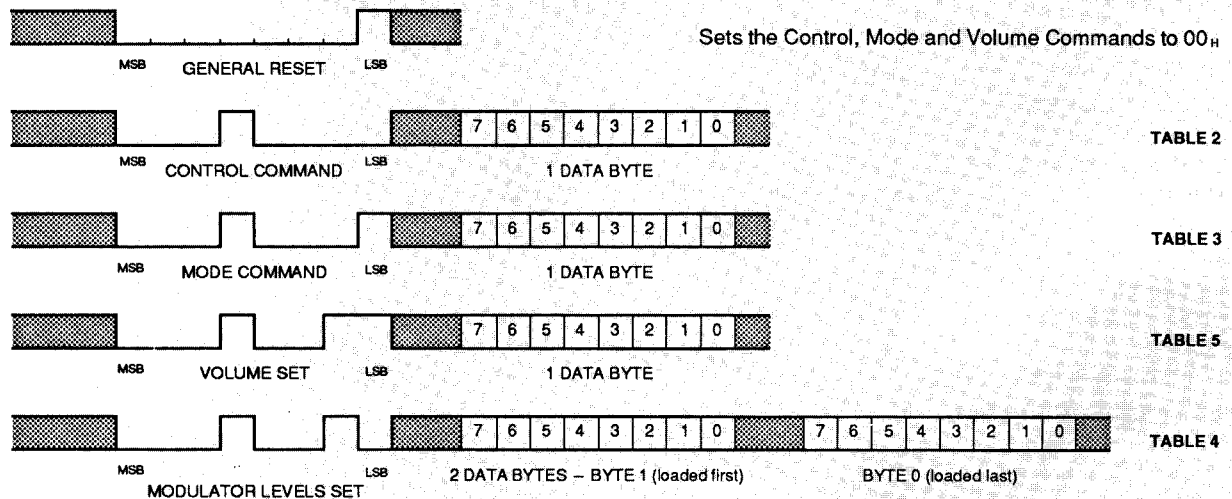 Sets the Control, Mode and Volume Commands to 00H
MSB GENERAL RESET LSB
7 6 5 4 3 2 1 0
TABLE 2
MSB CONTROL COMMAND LSB 1 DATA BYTE
7 6 5 4 3 2 1 0
TABLE 3
MSB MODE COMMAND LSB 1 DATA BYTE
7 6 5 4 3 2 1 0
TABLE 5
MSB VOLUME SET LSB 1 DATA BYTE
7 6 5 4 3 2 1 0 7 6 5 4 3 2 1 0
TABLE 4
MSB MODULATOR LEVELS SET LSB 2 DATA BYTES – BYTE 1 (loaded first) BYTE 0 (loaded last)